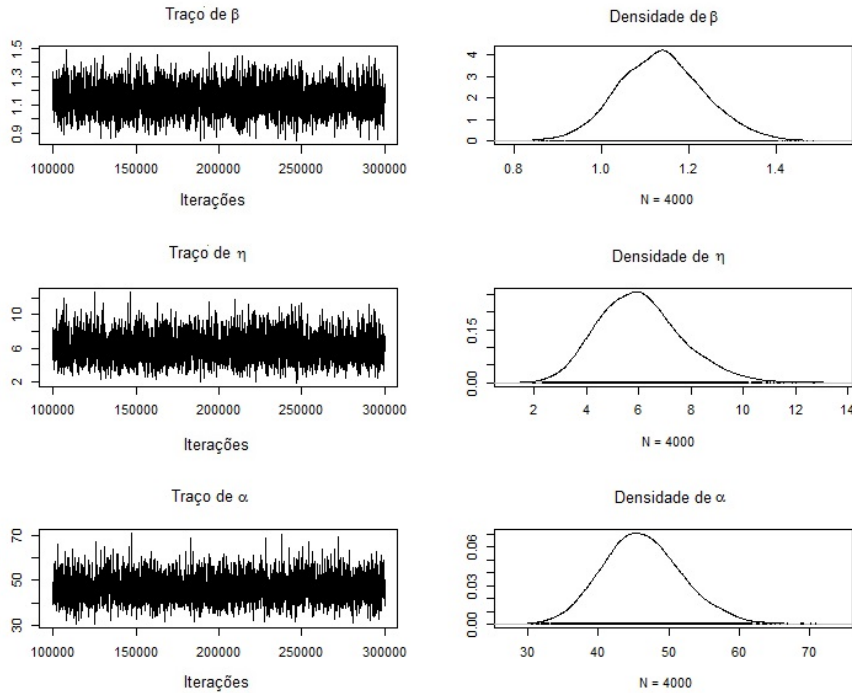 Traço de β
Densidade de β
0.9 1.1 1.3 1.5
0 1 2 3 4
100000 150000 200000 250000 300000
0.8 1.0 1.2 1.4
Iterações
N = 4000
Traço de η
Densidade de η
2 6 10
0.00 0.15
100000 150000 200000 250000 300000
2 4 6 8 10 12 14
Iterações
N = 4000
Traço de α
Densidade de α
30 50 70
0.00 0.03 0.06
100000 150000 200000 250000 300000
30 40 50 60 70
Iterações
N = 4000